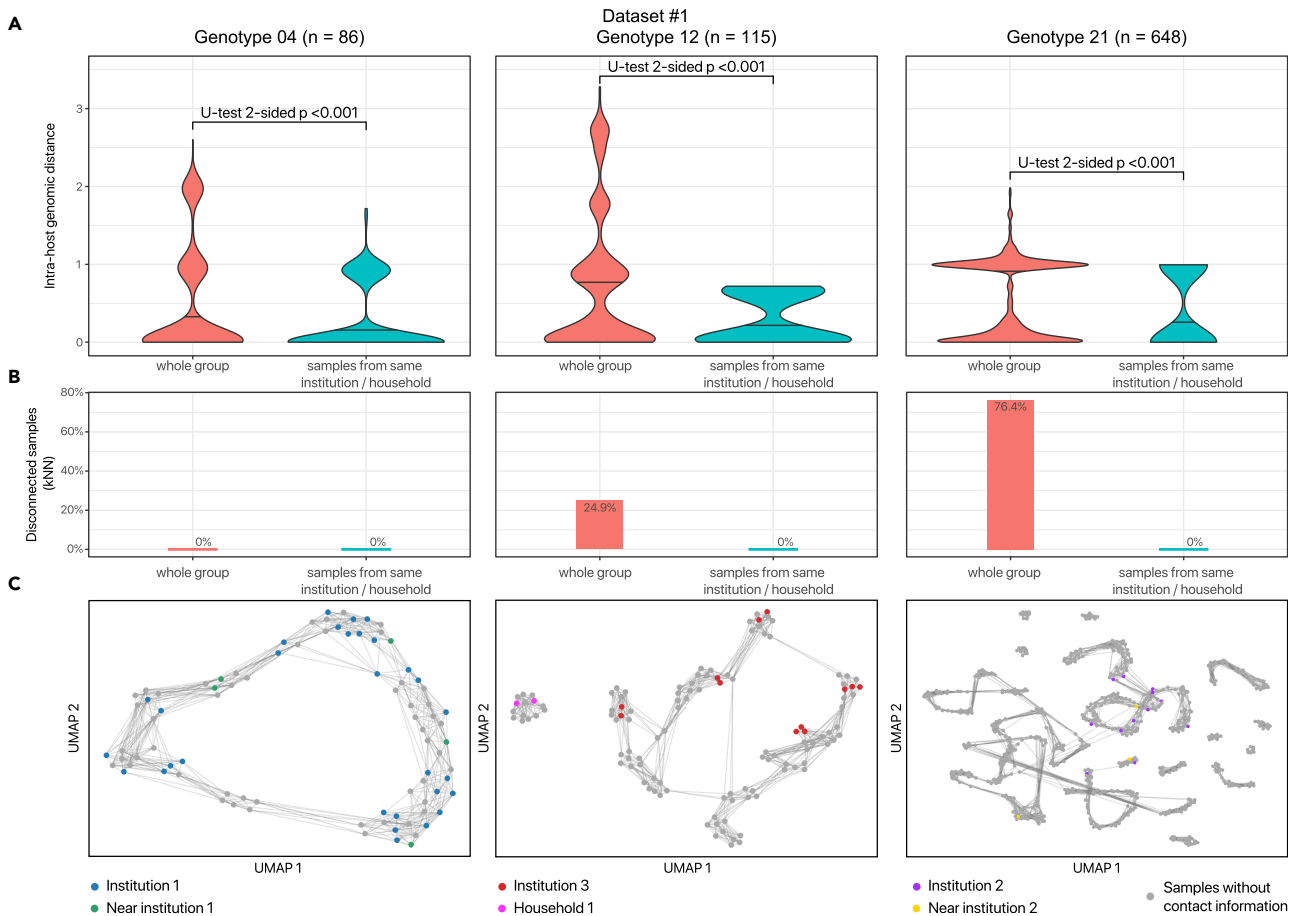 Dataset #1
A
Genotype 04 (n = 86)
Genotype 12 (n = 115)
Genotype 21 (n = 648)
Intra-host genomic distance
3
2
1
0
U-test 2-sided p <0.001
U-test 2-sided p <0.001
U-test 2-sided p <0.001
whole group
samples from same
institution / household
whole group
samples from same
institution / household
whole group
samples from same
institution / household
B
Disconnected samples
(kNN)
80%
60%
40%
20%
0%
0%
0%
24.9%
0%
76.4%
0%
whole group
samples from same
institution / household
whole group
samples from same
institution / household
whole group
samples from same
institution / household
C
UMAP 2
UMAP 1
UMAP 2
UMAP 1
UMAP 2
UMAP 1
Institution 1
Near institution 1
Institution 3
Household 1
Institution 2
Near institution 2
Samples without
contact information